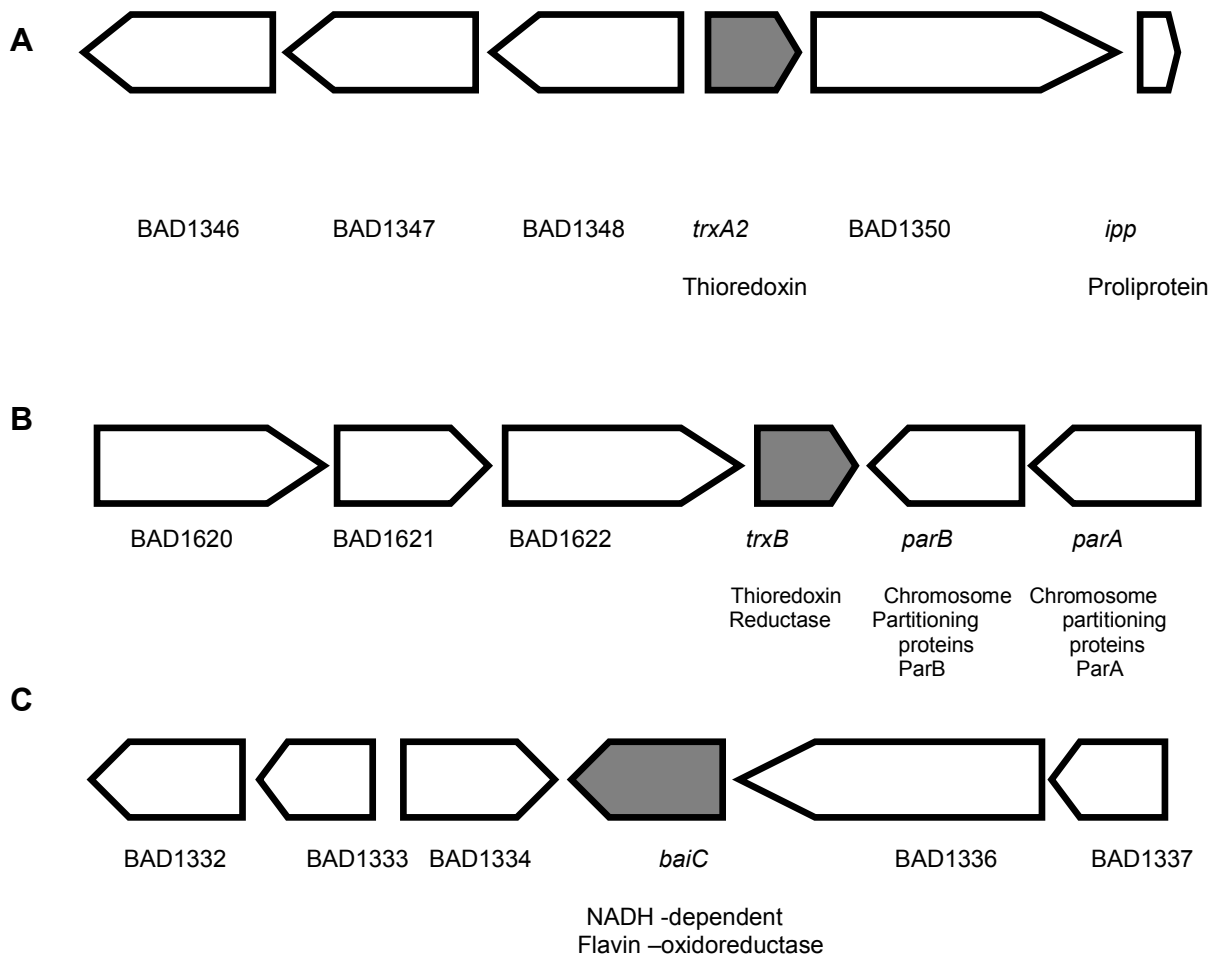 A
BAD1346 BAD1347 BAD1348 trxA2 BAD1350 ipp
Thioredoxin Proliprotein
B
BAD1620 BAD1621 BAD1622 trxB parB parA
Thioredoxin Chromosome Chromosome
Reductase Partitioning partitioning
proteins proteins
ParB ParA
C
BAD1332 BAD1333 BAD1334 baiC BAD1336 BAD1337
NADH -dependent
Flavin –oxidoreductase